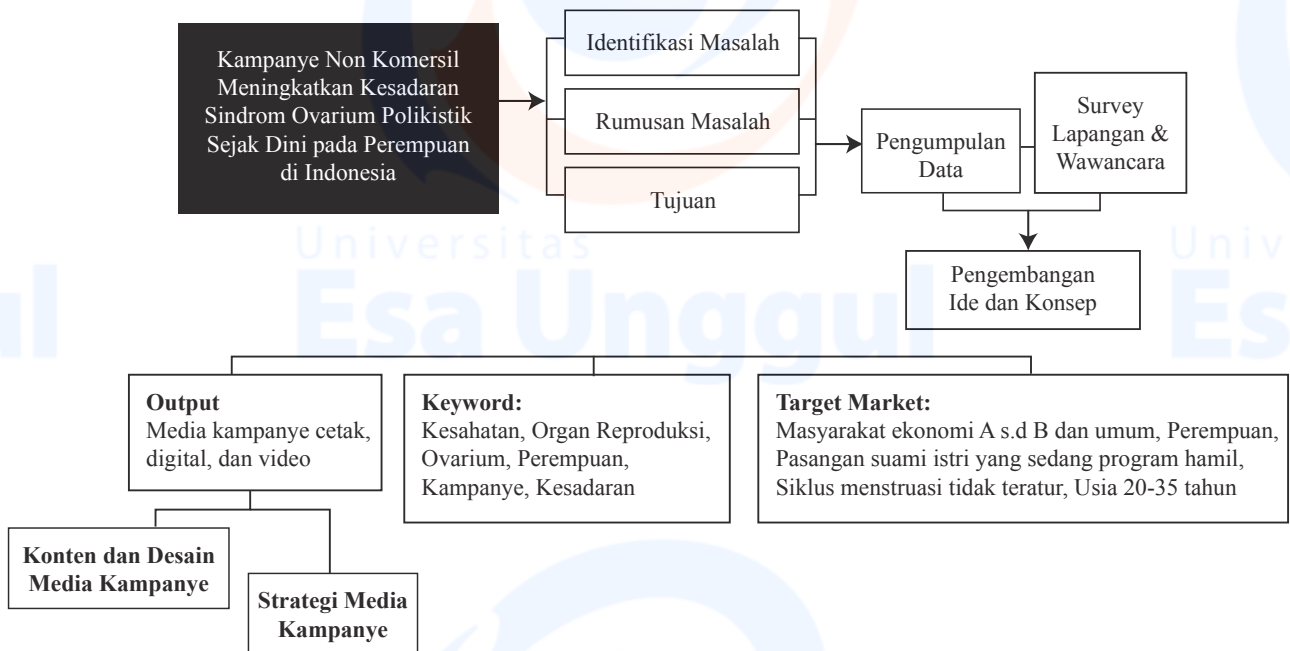 Kampanye Non Komersil
Meningkatkan Kesadaran
Sindrom Ovarium Polikistik
Sejak Dini pada Perempuan
di Indonesia
Identifikasi Masalah
Rumusan Masalah
Tujuan
Pengumpulan
Data
Survey
Lapangan &
Wawancara
Pengembangan
Ide dan Konsep
Universitas
Esa Unggul
Univ
Es
ul
Output
Media kampanye cetak,
digital, dan video
Keyword:
Kesahatan, Organ Reproduksi,
Ovarium, Perempuan,
Kampanye, Kesadaran
Target Market:
Masyarakat ekonomi A s.d B dan umum, Perempuan,
Pasangan suami istri yang sedang program hamil,
Siklus menstruasi tidak teratur, Usia 20-35 tahun
Konten dan Desain
Media Kampanye
Strategi Media
Kampanye